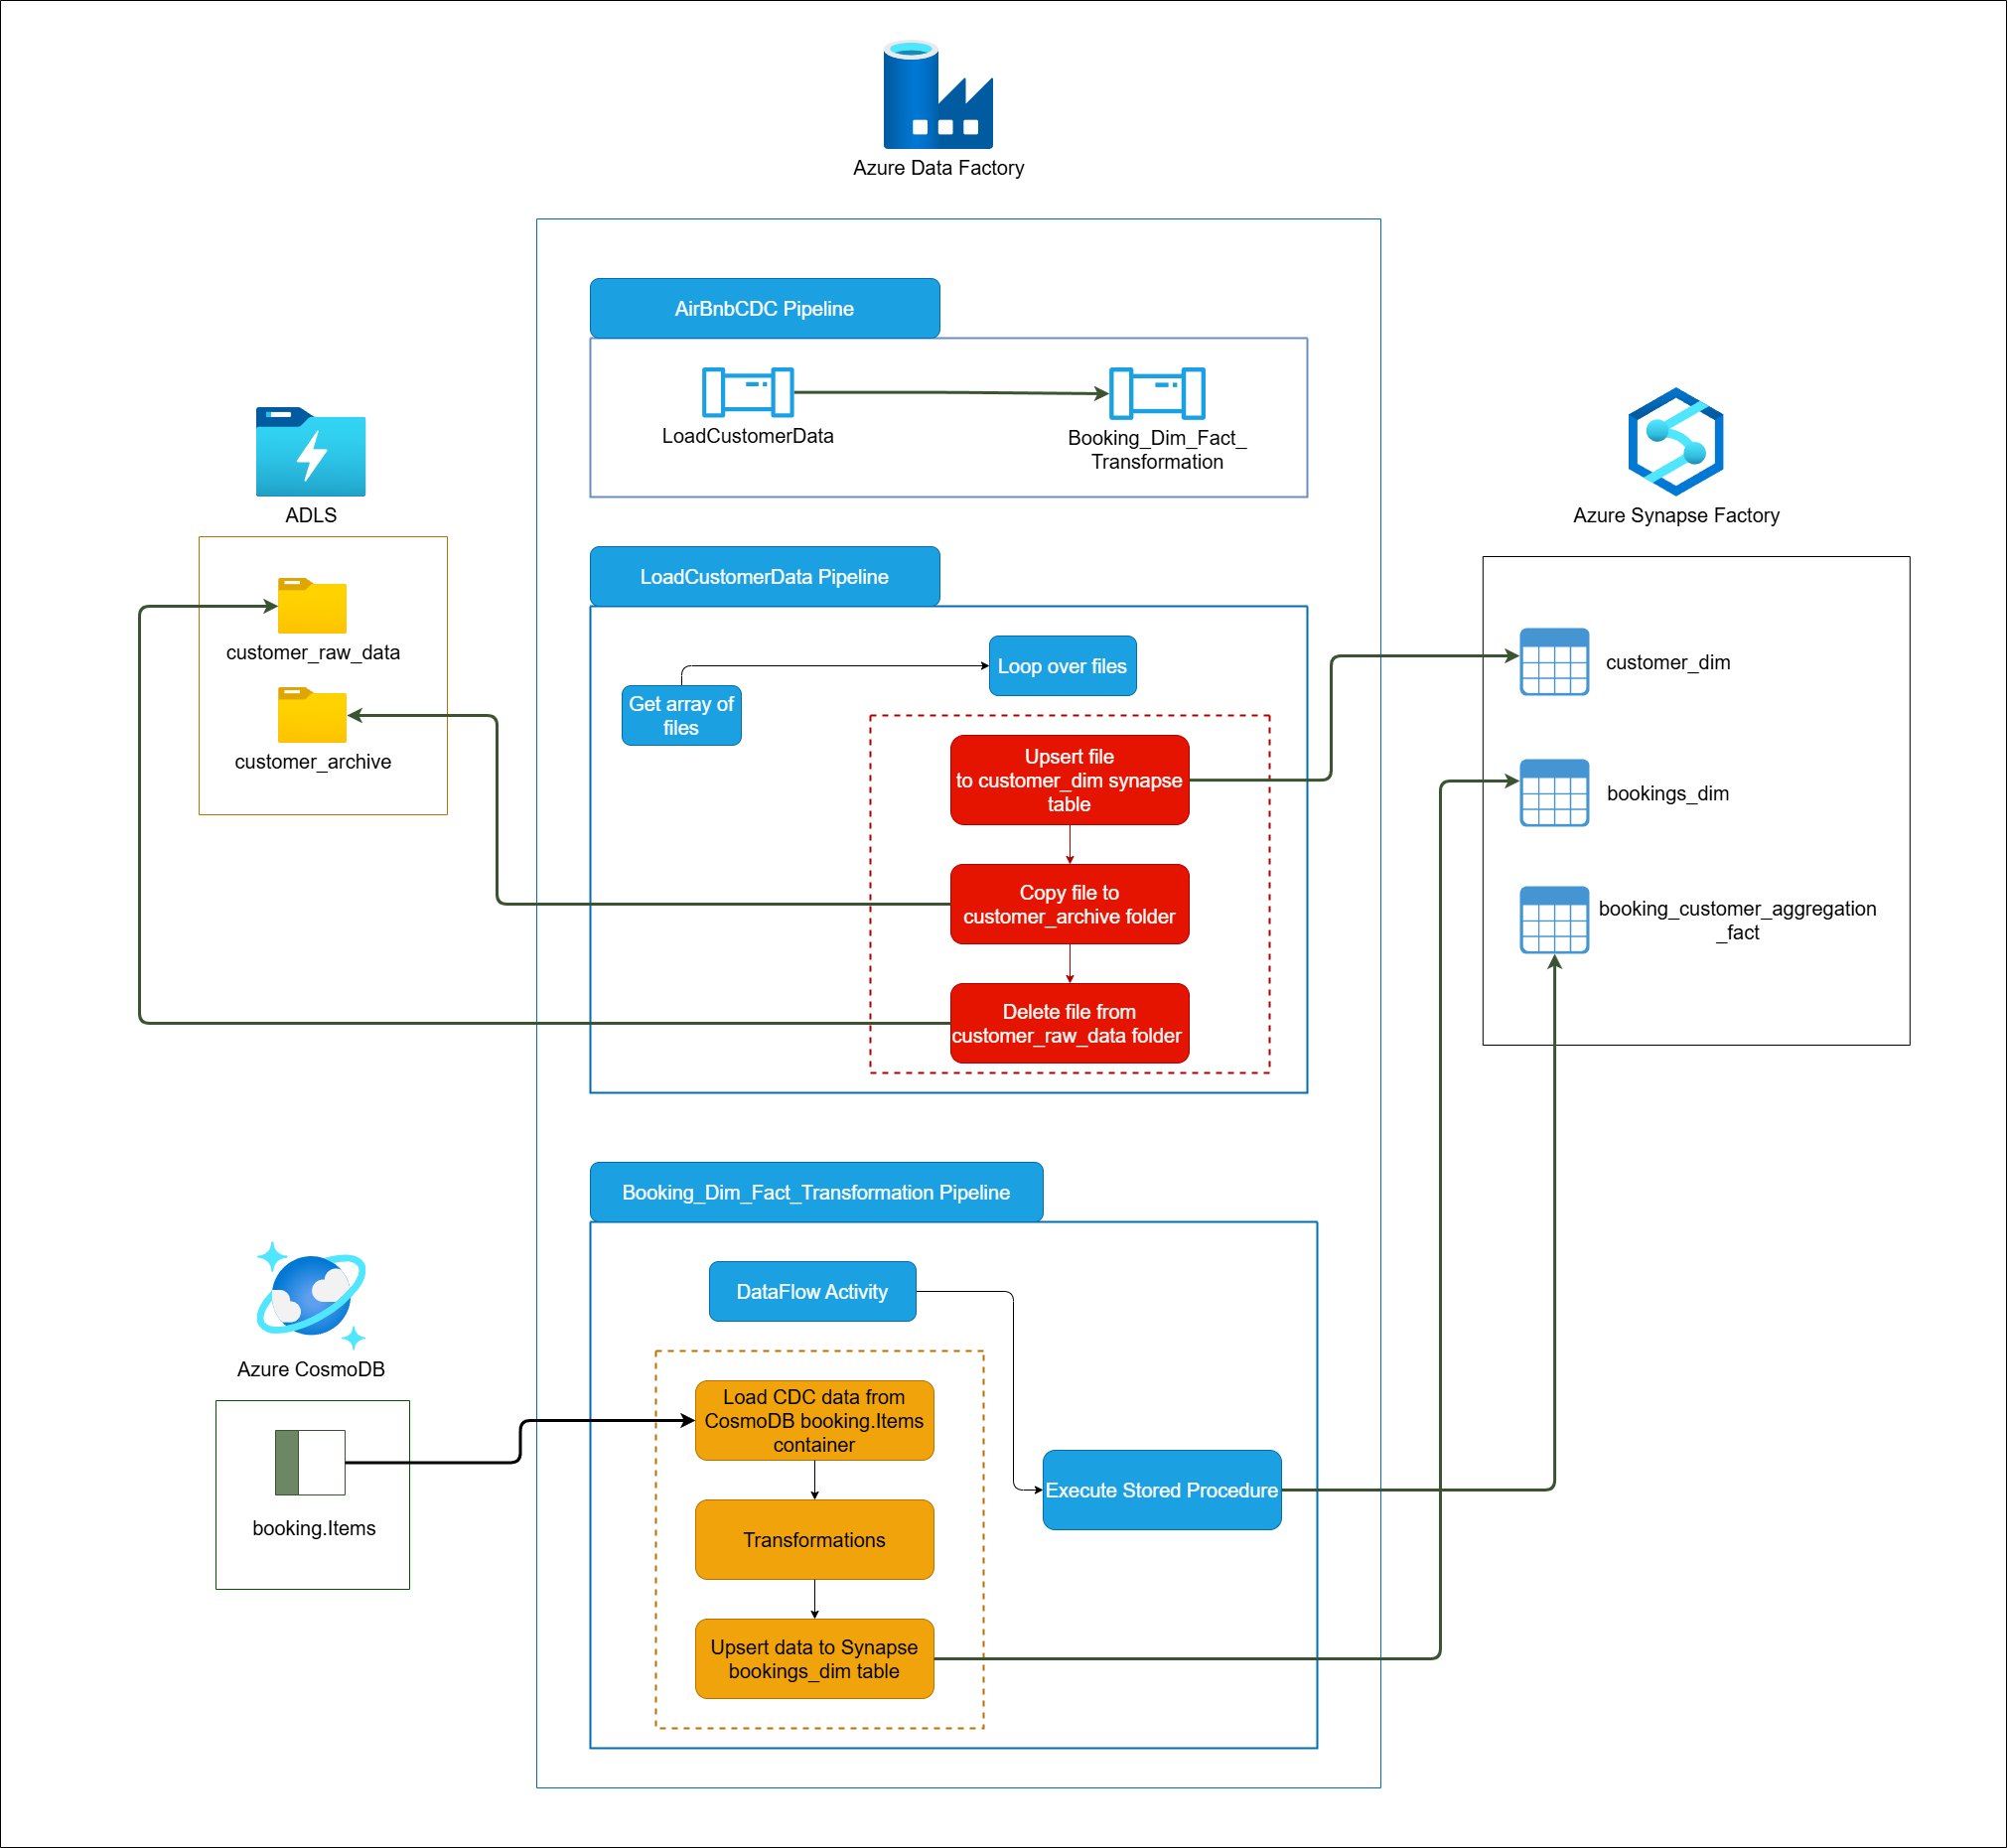 Azure Data Factory
AirBnbCDC Pipeline
LoadCustomerData
Booking_Dim_Fact_
Transformation
ADLS
customer_raw_data
customer_archive
LoadCustomerData Pipeline
Get array of
files
Loop over files
Upsert file
to customer_dim synapse
table
Copy file to
customer_archive folder
Delete file from
customer_raw_data folder
Azure Synapse Factory
customer_dim
bookings_dim
booking_customer_aggregation
_fact
Azure CosmoDB
booking.Items
Booking_Dim_Fact_Transformation Pipeline
DataFlow Activity
Load CDC data from
CosmoDB booking.Items
container
Transformations
Upsert data to Synapse
bookings_dim table
Execute Stored Procedure